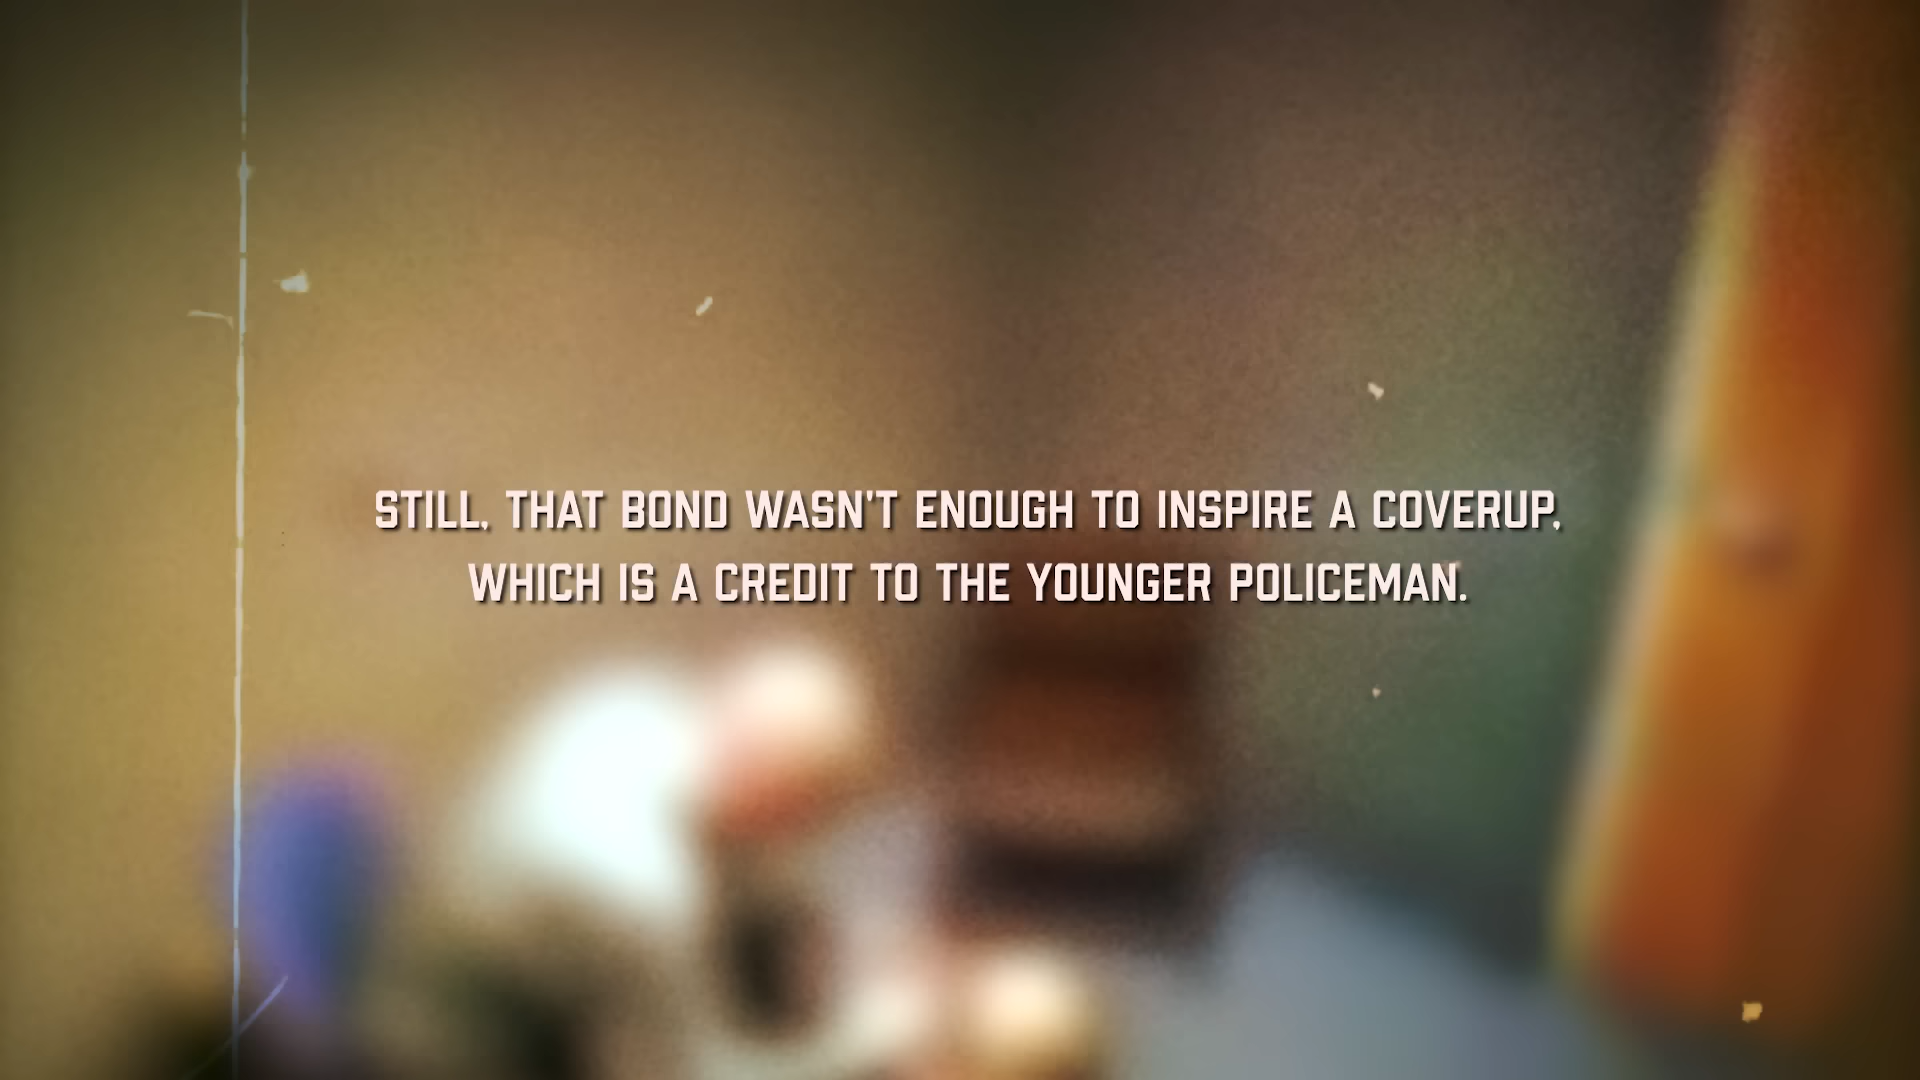 STILL, THAT BOND WASN'T ENOUGH TO INSPIRE A COVERUP,
WHICH IS A CREDIT TO THE YOUNGER POLICEMAN.